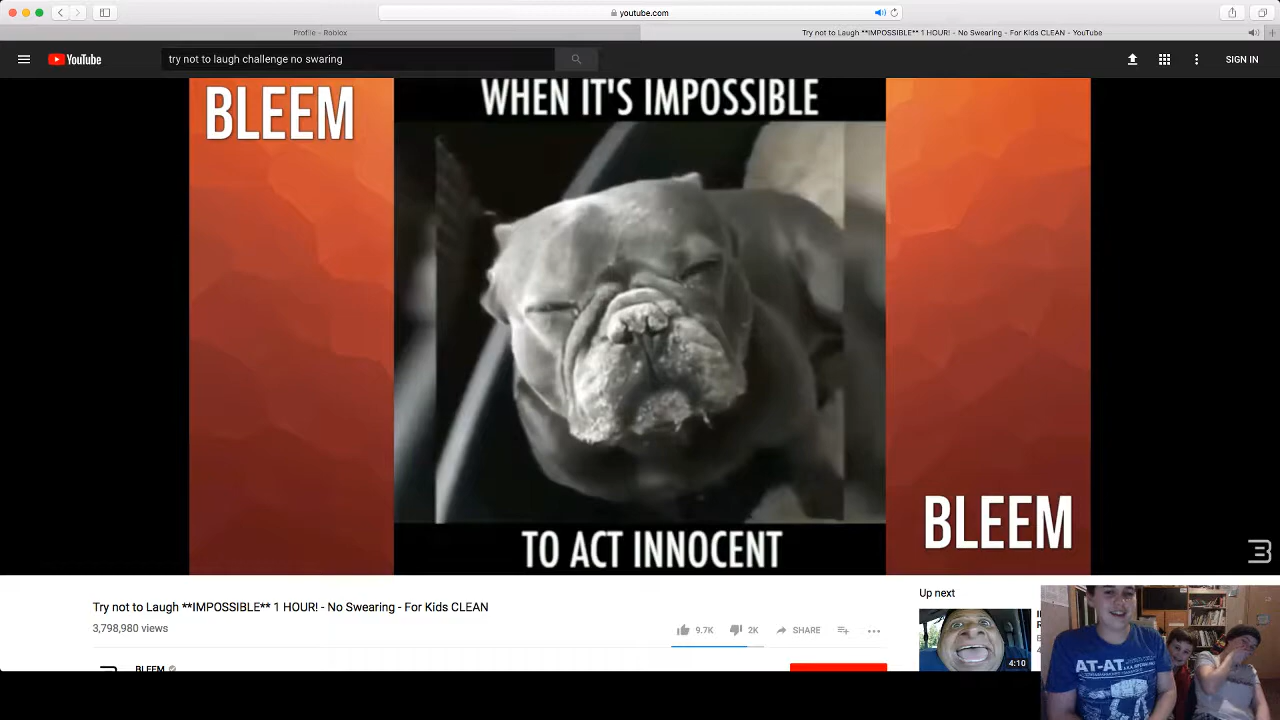 youtube.com
Profile - Roblox
Try not to Laugh **IMPOSSIBLE** 1 HOUR! - No Swearing - For Kids CLEAN - YouTube
YouTube
try not to laugh challenge no swaring
SIGN IN
BLEEM
WHEN IT'S IMPOSSIBLE
TO ACT INNOCENT
BLEEM
Try not to Laugh **IMPOSSIBLE** 1 HOUR! - No Swearing - For Kids CLEAN
3,798,980 views
9.7K
2K
SHARE
Up next
4:10
BLEEM
AT-AT